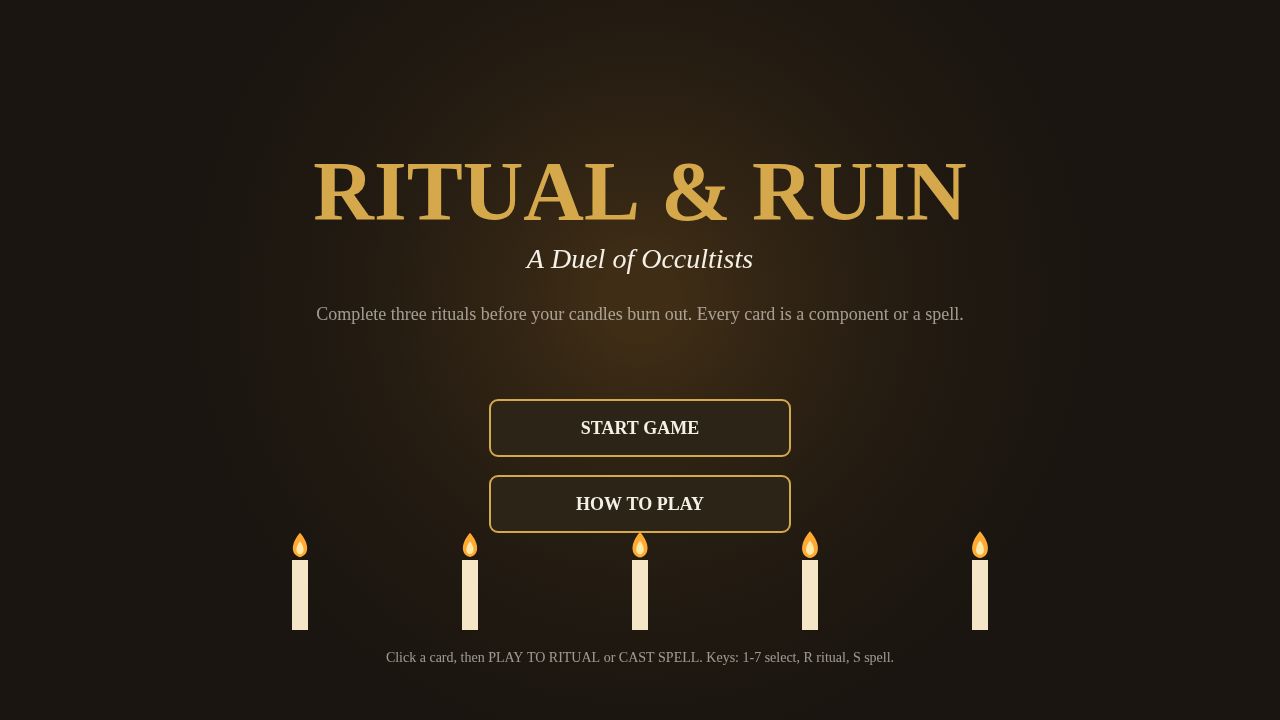 RITUAL & RUIN
A Duel of Occultists
Complete three rituals before your candles burn out. Every card is a component or a spell.
START GAME
HOW TO PLAY
Click a card, then PLAY TO RITUAL or CAST SPELL. Keys: 1-7 select, R ritual, S spell.